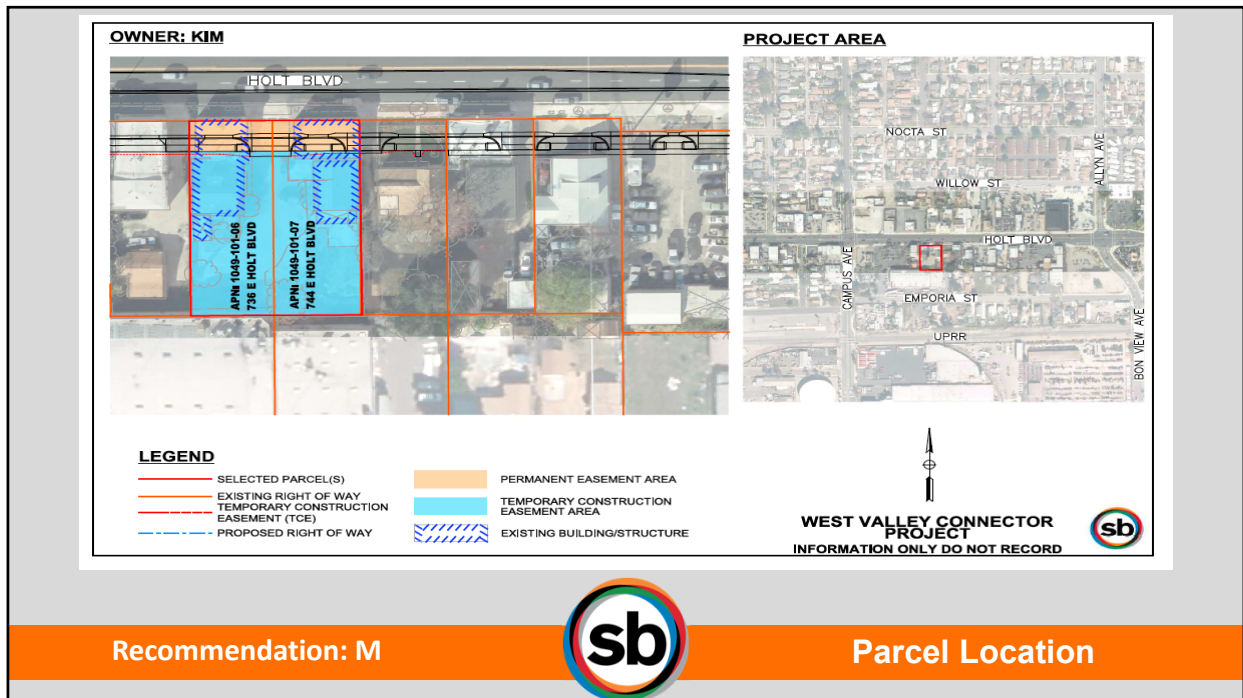 OWNER: KIM
HOLT BLVD
APN: 1049-101-06
736 E HOLT BLVD
APN: 1049-101-07
744 E HOLT BLVD
PROJECT AREA
NOCTA ST
ALLYN AVE
WILLOW ST
HOLT BLVD
CAMPUS AVE
EMPORIA ST
UPRR
BON VIEW AVE
LEGEND
SELECTED PARCEL(S)
EXISTING RIGHT OF WAY
TEMPORARY CONSTRUCTION
EASEMENT (TCE)
PROPOSED RIGHT OF WAY
PERMANENT EASEMENT AREA
TEMPORARY CONSTRUCTION
EASEMENT AREA
EXISTING BUILDING/STRUCTURE
WEST VALLEY CONNECTOR
PROJECT
INFORMATION ONLY DO NOT RECORD
sb
Recommendation: M
sb
Parcel Location